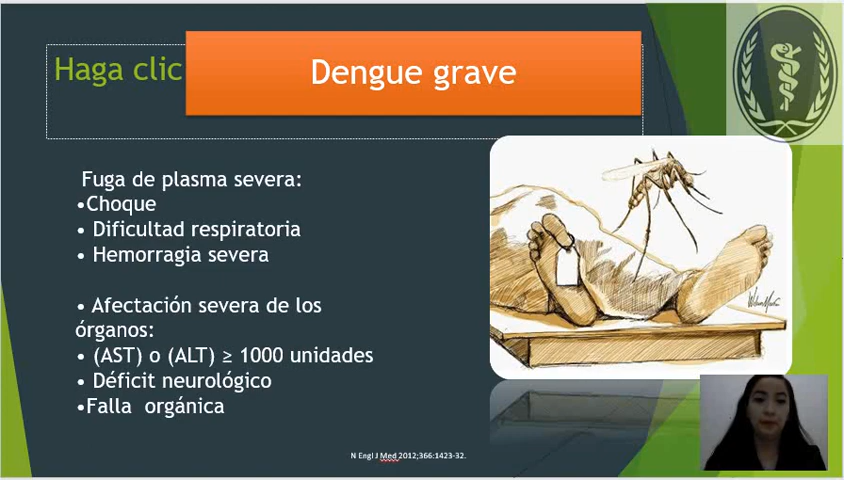 Haga clic
Dengue grave
Fuga de plasma severa:
•Choque
• Dificultad respiratoria
• Hemorragia severa
• Afectación severa de los
órganos:
• (AST) o (ALT) ≥ 1000 unidades
• Déficit neurológico
•Falla orgánica
N Engl J Med 2012;366:1423-32.